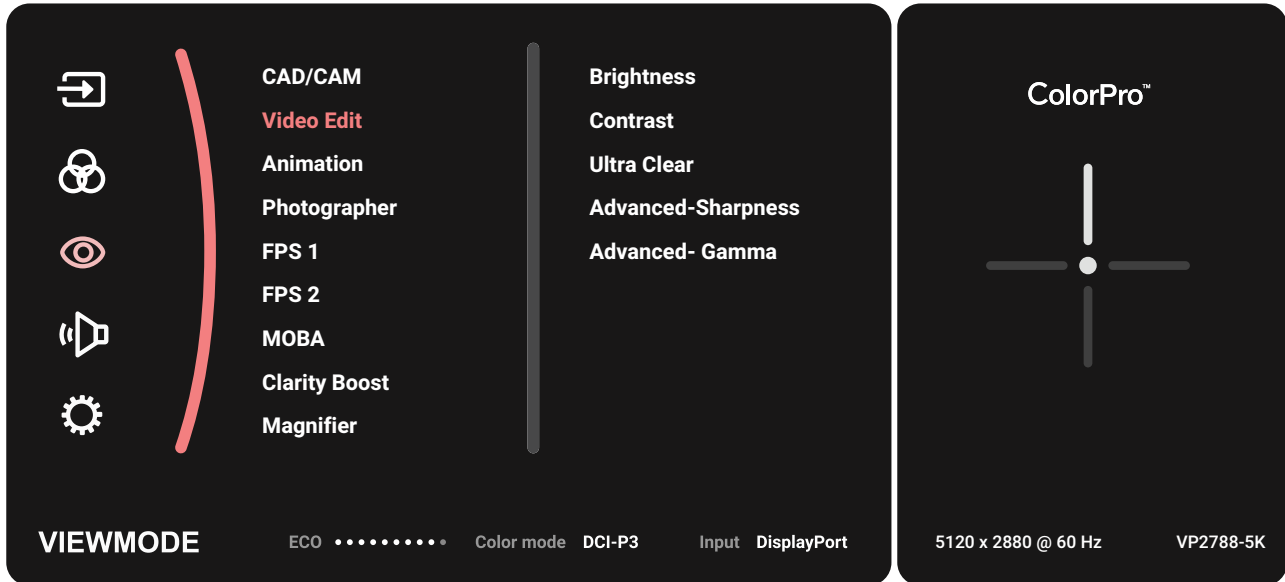 CAD/CAM
Video Edit
Animation
Photographer
FPS 1
FPS 2
MOBA
Clarity Boost
Magnifier
Brightness
Contrast
Ultra Clear
Advanced-Sharpness
Advanced- Gamma
VIEWMODE
ECO
Color mode DCI-P3
Input DisplayPort
ColorPro™
5120 x 2880 @ 60 Hz
VP2788-5K